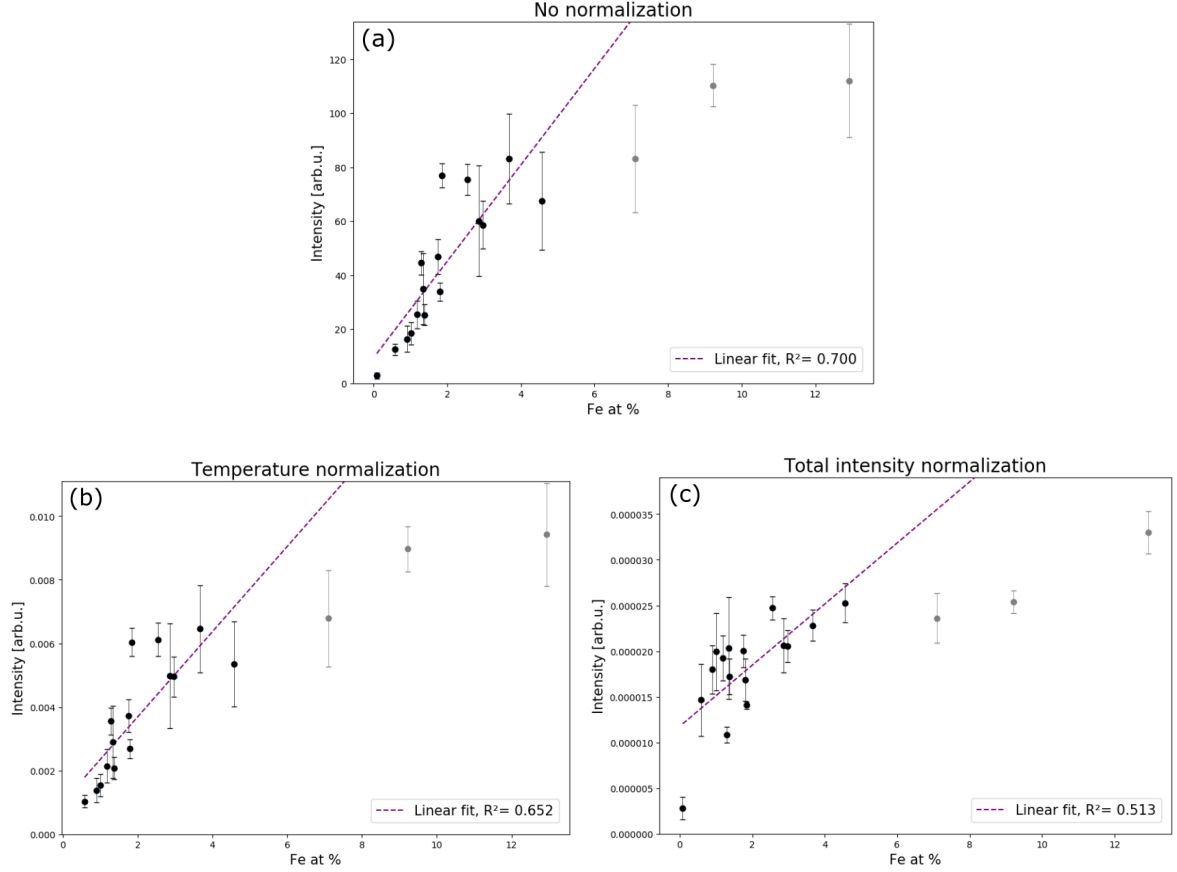 No normalization
(a)
120
100
80
60
40
20
0
Intensity [arb.u.]
0 2 4 6 8 10 12
Fe at %
Linear fit, R²= 0.700
Temperature normalization
(b)
0.010
0.008
0.006
0.004
0.002
0.000
Intensity [arb.u.]
0 2 4 6 8 10 12
Fe at %
Linear fit, R²= 0.652
Total intensity normalization
(c)
0.000035
0.000030
0.000025
0.000020
0.000015
0.000010
0.000005
0.000000
Intensity [arb.u.]
0 2 4 6 8 10 12
Fe at %
Linear fit, R²= 0.513